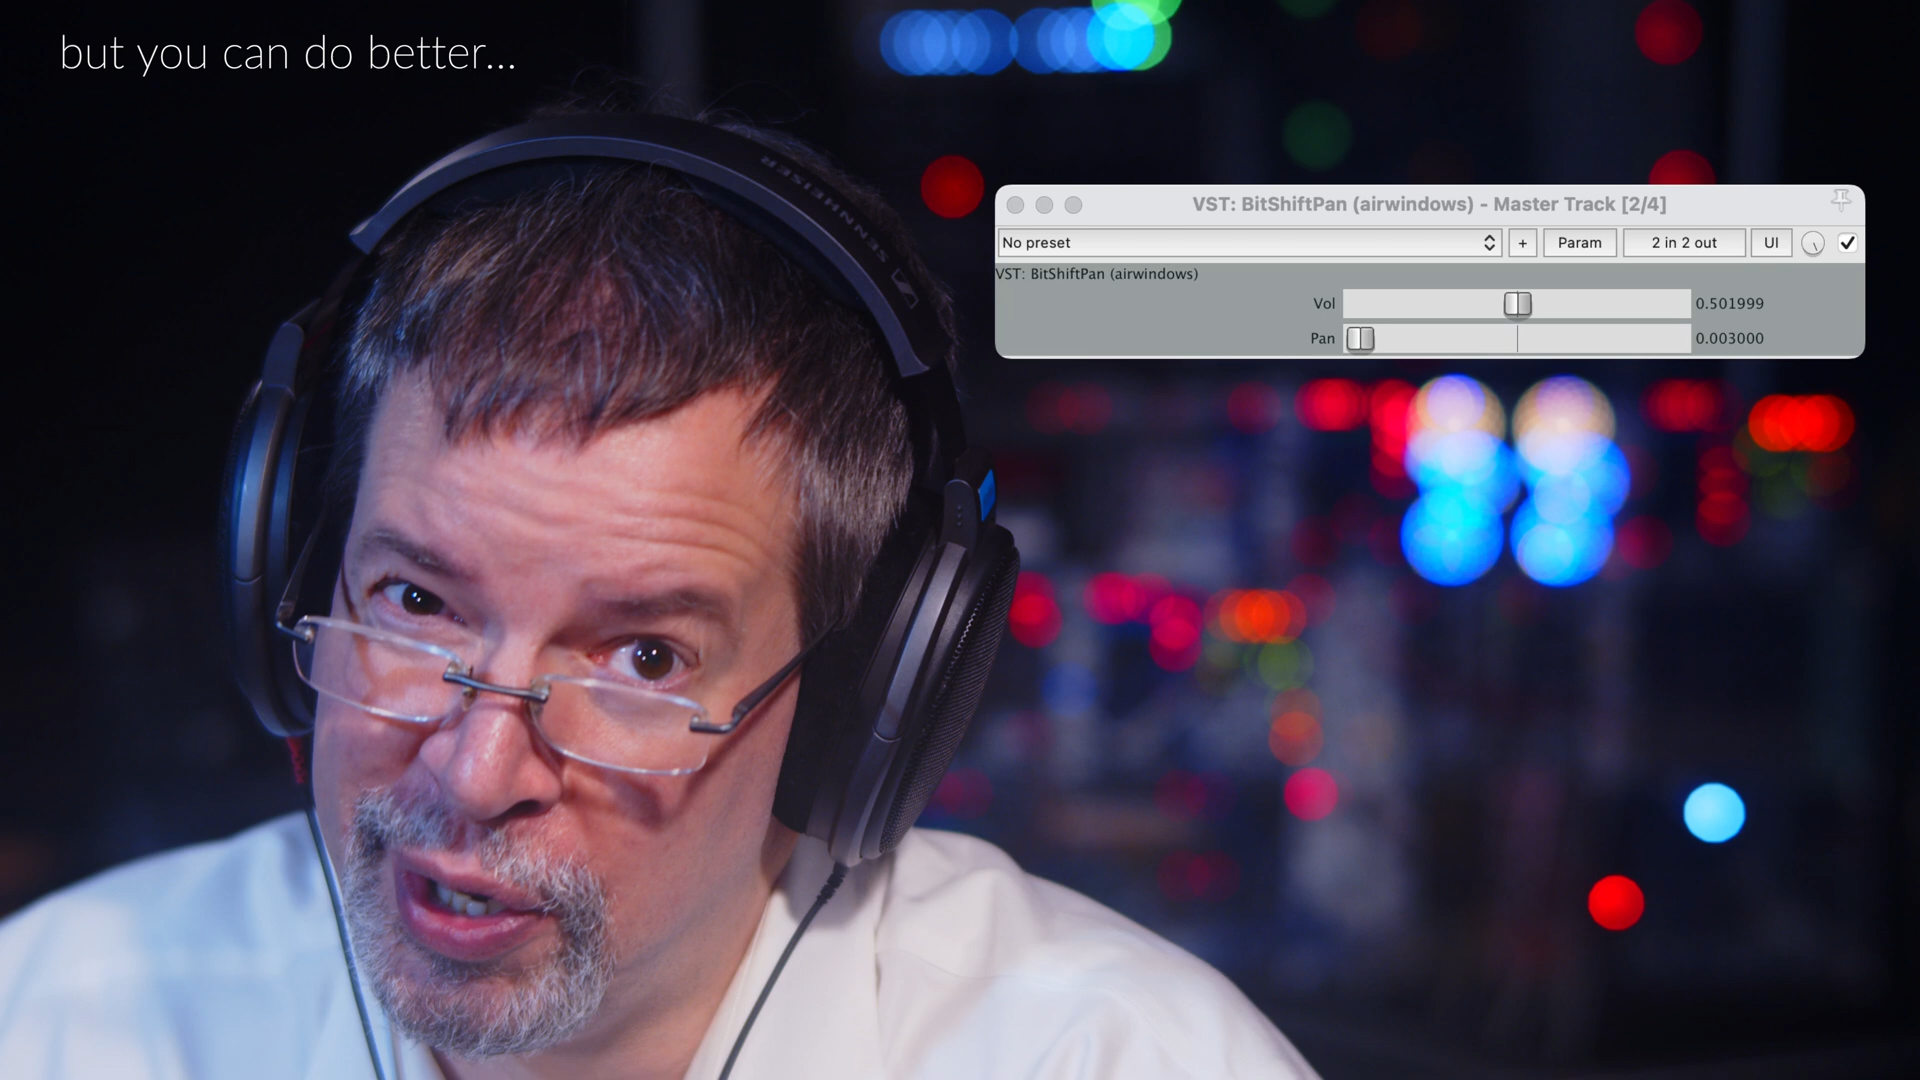 but you can do better...
SENNHEISER
VST: BitShiftPan (airwindows) - Master Track [2/4]
No preset
+
Param
2 in 2 out
UI
VST: BitShiftPan (airwindows)
Vol
0.501999
Pan
0.003000